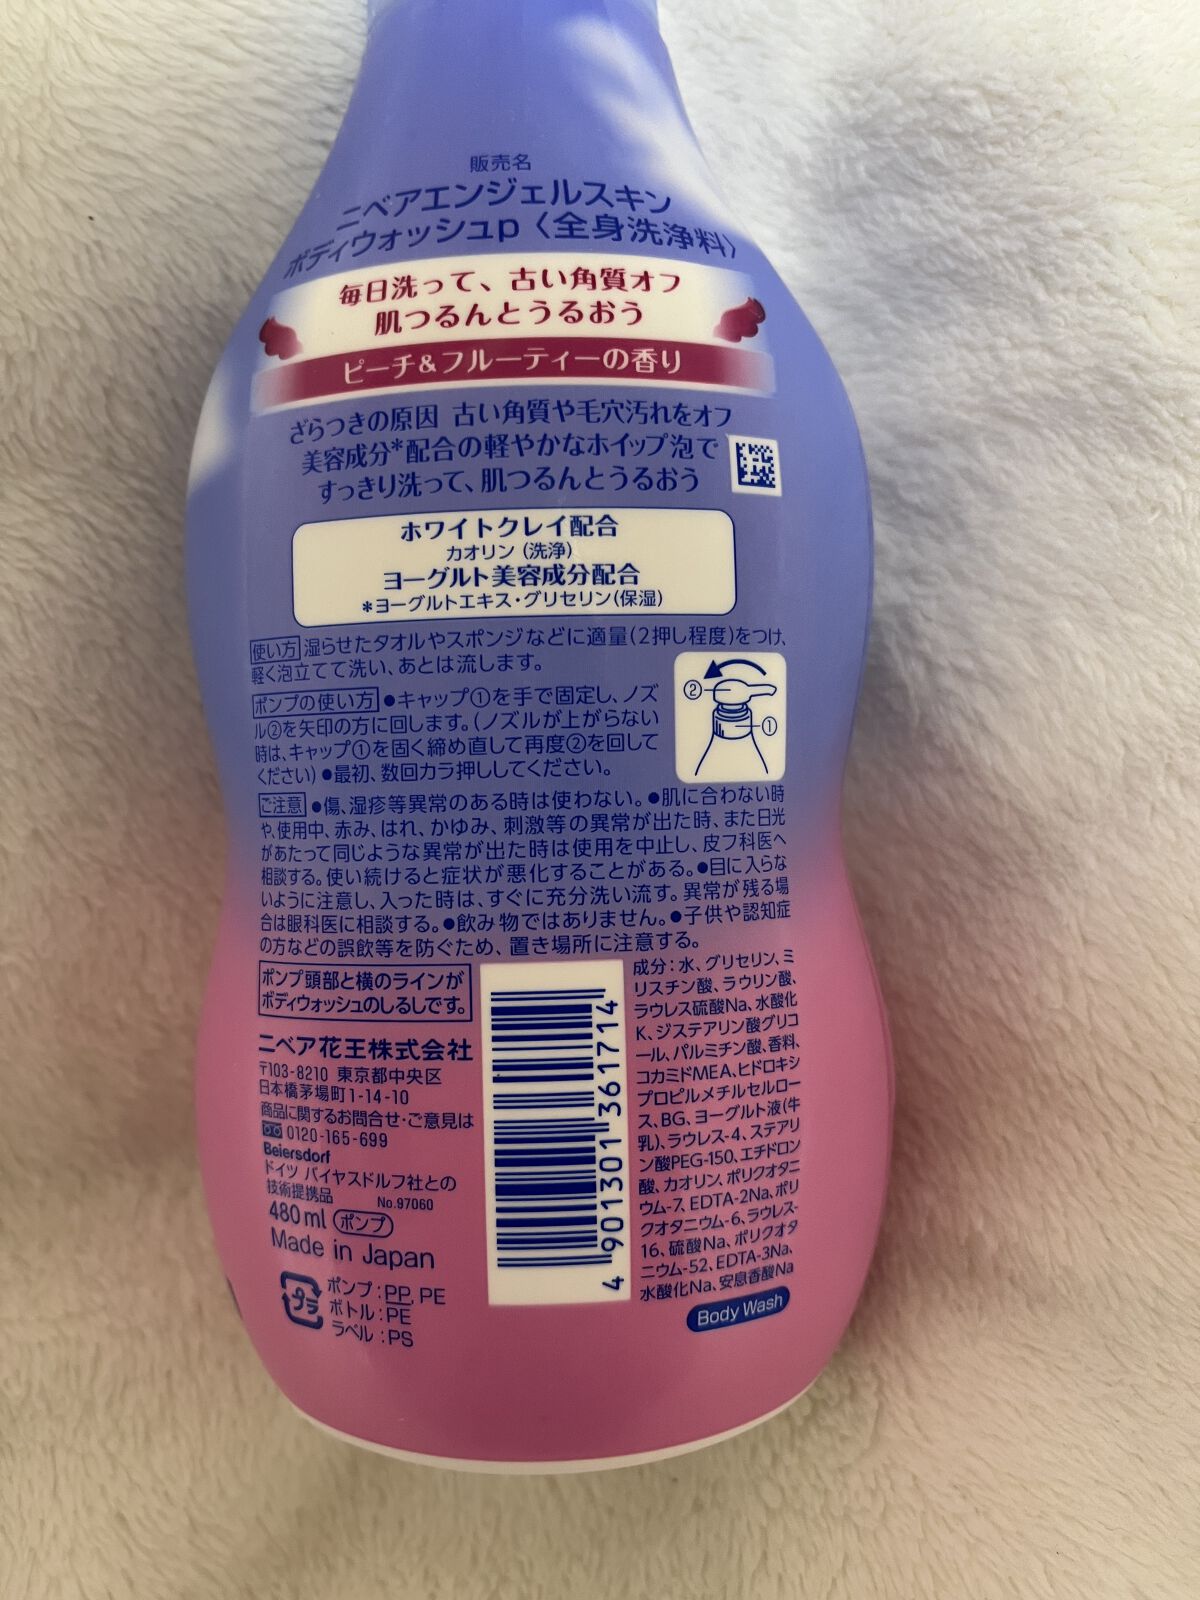 販売名
ニベアエンジェルスキン
ボディウォッシュp〈全身洗浄料〉
毎日洗って、古い角質オフ
肌つるんとうるおう
ピーチ&フルーティーの香り
ざらつきの原因 古い角質や毛穴汚れをオフ
美容成分*配合の軽やかなホイップ泡で
すっきり洗って、肌つるんとうるおう
ホワイトクレイ配合
カオリン(洗浄)
ヨーグルト美容成分配合
*ヨーグルトエキス・グリセリン(保湿)
使い方 湿らせたタオルやスポンジなどに適量(2押し程度)をつけ、
軽く泡立てて洗い、あとは流します。
ポンプの使い方 ●キャップ①を手で固定し、ノズ
ル②を矢印の方に回します。(ノズルが上がらない
時は、キャップ①を固く締め直して再度②を回して
ください)●最初、数回カラ押ししてください。
②
①
ご注意 ●傷、湿疹等異常のある時は使わない。●肌に合わない時
や、使用中、赤み、はれ、かゆみ、刺激等の異常が出た時、また日光
があたって同じような異常が出た時は使用を中止し、皮フ科医へ
相談する。使い続けると症状が悪化することがある。●目に入らな
いように注意し、入った時は、すぐに充分洗い流す。異常が残る場
合は眼科医に相談する。●飲み物ではありません。●子供や認知症
の方などの誤飲等を防ぐため、置き場所に注意する。
ポンプ頭部と横のラインが
ボディウォッシュのしるしです。
ニベア花王株式会社
〒103-8210 東京都中央区
日本橋茅場町1-14-10
商品に関するお問合せ・ご意見は
0120-165-699
Beiersdorf
ドイツ バイヤスドルフ社との
技術提携品 No.97060
480ml ポンプ
Made in Japan
プラ
ポンプ:PP, PE
ボトル:PE
ラベル:PS
4 901301 361714
成分:水、グリセリン、ミ
リスチン酸、ラウリン酸、
ラウレス硫酸Na、水酸化
K、ジステアリン酸グリコ
ール、パルミチン酸、香料、
コカミドMEA、ヒドロキシ
プロピルメチルセルロー
ス、BG、ヨーグルト液(牛
乳)、ラウレス-4、ステアリ
ン酸PEG-150、エチドロン
酸、カオリン、ポリクオタニ
ウム-7、EDTA-2Na、ポリ
クオタニウム-6、ラウレス-
16、硫酸Na、ポリクオタ
ニウム-52、EDTA-3Na、
水酸化Na、安息香酸Na
Body Wash